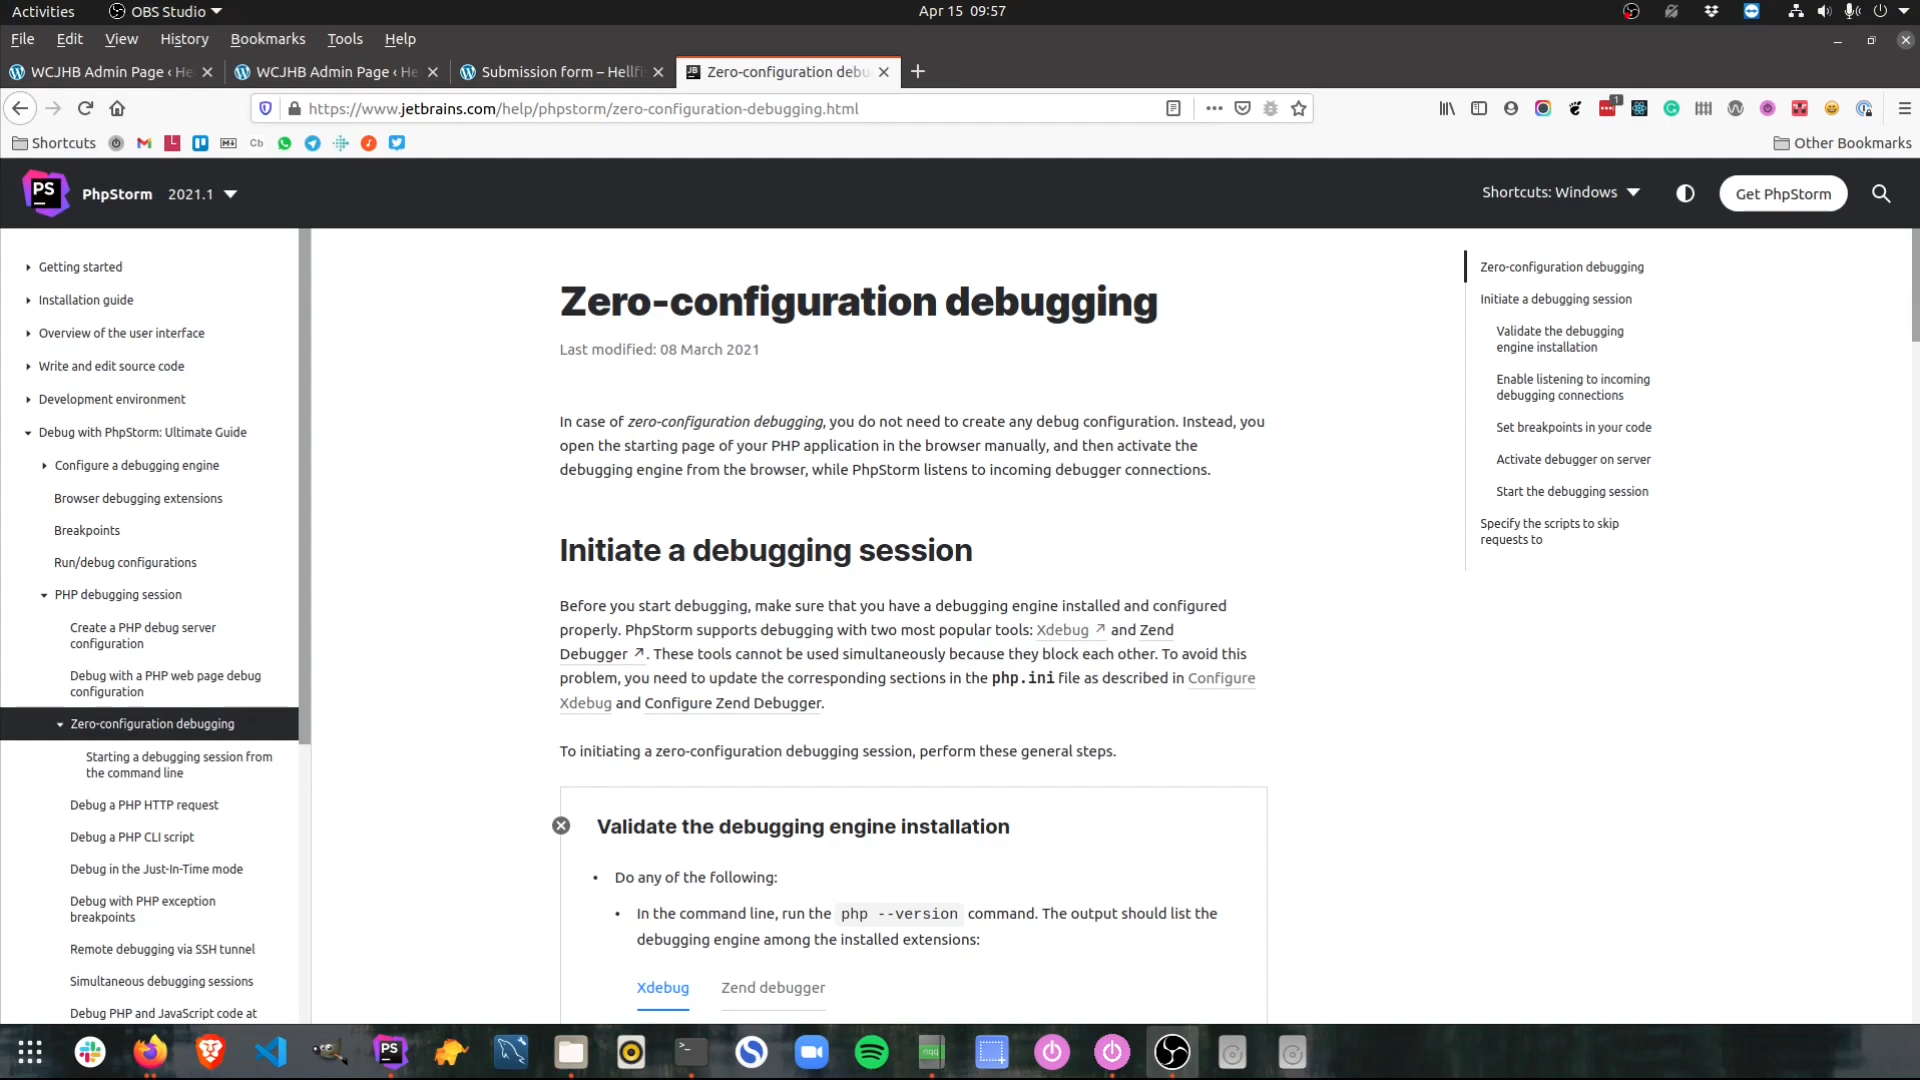 Activities
OBS Studio
Apr 15 09:57
File
Edit
View
History
Bookmarks
Tools
Help
WCJHB Admin Page ‹ He
WCJHB Admin Page ‹ He
Submission form – Hellfi
Zero-configuration debu
https://www.jetbrains.com/help/phpstorm/zero-configuration-debugging.html
1
Shortcuts
Cb
Other Bookmarks
PS
PhpStorm
2021.1
Shortcuts: Windows
Get PhpStorm
Getting started
Installation guide
Overview of the user interface
Write and edit source code
Development environment
Debug with PhpStorm: Ultimate Guide
Configure a debugging engine
Browser debugging extensions
Breakpoints
Run/debug configurations
PHP debugging session
Create a PHP debug server
configuration
Debug with a PHP web page debug
configuration
Zero-configuration debugging
Starting a debugging session from
the command line
Debug a PHP HTTP request
Debug a PHP CLI script
Debug in the Just-In-Time mode
Debug with PHP exception
breakpoints
Remote debugging via SSH tunnel
Simultaneous debugging sessions
Debug PHP and JavaScript code at
Zero-configuration debugging
Last modified: 08 March 2021
In case of zero-configuration debugging, you do not need to create any debug configuration. Instead, you
open the starting page of your PHP application in the browser manually, and then activate the
debugging engine from the browser, while PhpStorm listens to incoming debugger connections.
Initiate a debugging session
Before you start debugging, make sure that you have a debugging engine installed and configured
properly. PhpStorm supports debugging with two most popular tools: Xdebug ↗ and Zend
Debugger ↗. These tools cannot be used simultaneously because they block each other. To avoid this
problem, you need to update the corresponding sections in the php.ini file as described in Configure
Xdebug and Configure Zend Debugger.
To initiating a zero-configuration debugging session, perform these general steps.
Validate the debugging engine installation
• Do any of the following:
• In the command line, run the php --version command. The output should list the
debugging engine among the installed extensions:
Xdebug
Zend debugger
Zero-configuration debugging
Initiate a debugging session
Validate the debugging
engine installation
Enable listening to incoming
debugging connections
Set breakpoints in your code
Activate debugger on server
Start the debugging session
Specify the scripts to skip
requests to
PS
nqq